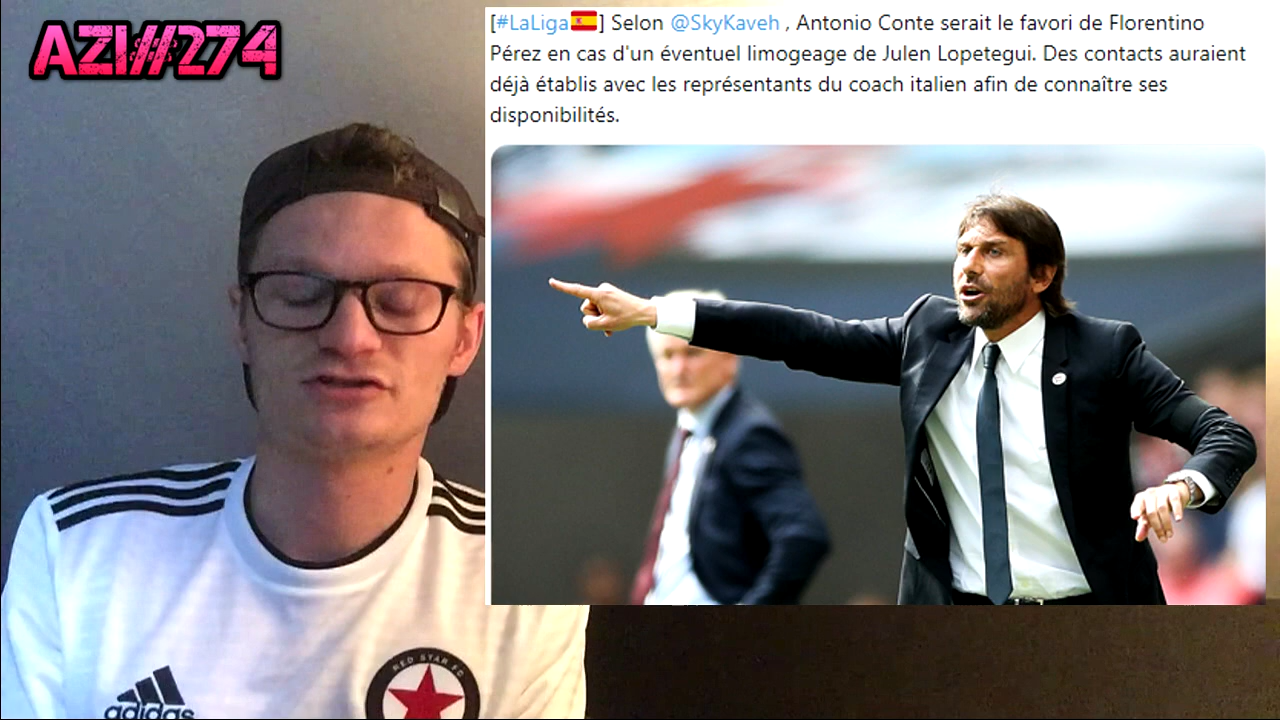 AZI//274
[#LaLiga🇪🇸] Selon @SkyKaveh , Antonio Conte serait le favori de Florentino
Pérez en cas d'un éventuel limogeage de Julen Lopetegui. Des contacts auraient
déjà établis avec les représentants du coach italien afin de connaître ses
disponibilités.
RED STAR FC
adidas